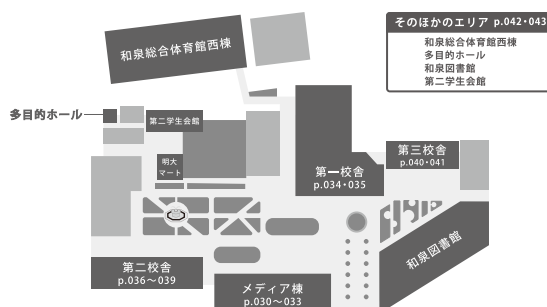 和泉総合体育館西棟
そのほかのエリア p.042・043
和泉総合体育館西棟
多目的ホール
和泉図書館
第二学生会館
多目的ホール
第二学生会館
明大
マート
第一校舎
p.034・035
第三校舎
p.040・041
和泉図書館
第二校舎
p.036〜039
メディア棟
p.030〜033